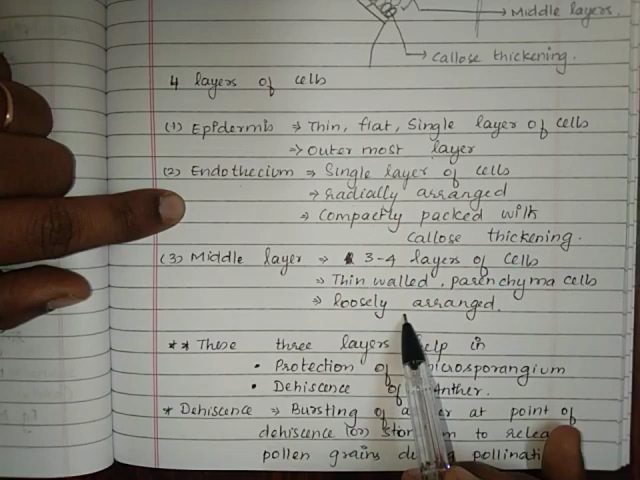 → Middle layers.
→ Callose thickening.
4 layers of cells
(1) Epidermis → Thin, flat, Single layer of cells
→ Outer most layer
(2) Endothecium → Single layer of cells
→ radially arranged
→ Compactly packed with
callose thickening.
(3) Middle layer → 3-4 layers of cells
→ Thin walled, parenchyma cells
→ loosely arranged.
** These three layers help in
• Protection of microsporangium
• Dehiscence of Anther.
* Dehiscence → Bursting of at point of
dehiscence (or) to
pollen grains